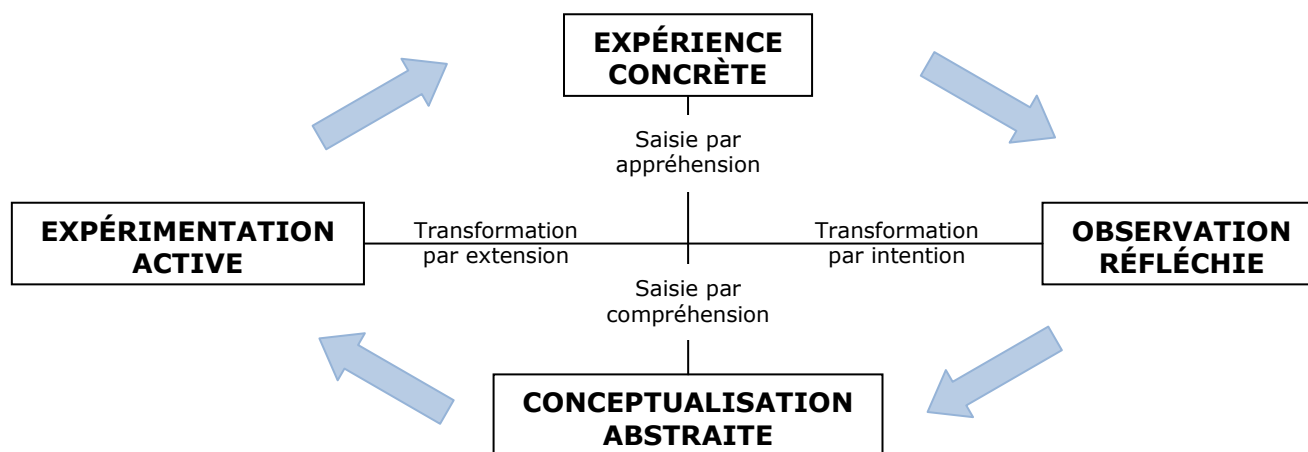 EXPÉRIENCE
CONCRÈTE
Saisie par
appréhension
EXPÉRIMENTATION
ACTIVE
Transformation
par extension
Transformation
par intention
OBSERVATION
RÉFLÉCHIE
Saisie par
compréhension
CONCEPTUALISATION
ABSTRAITE